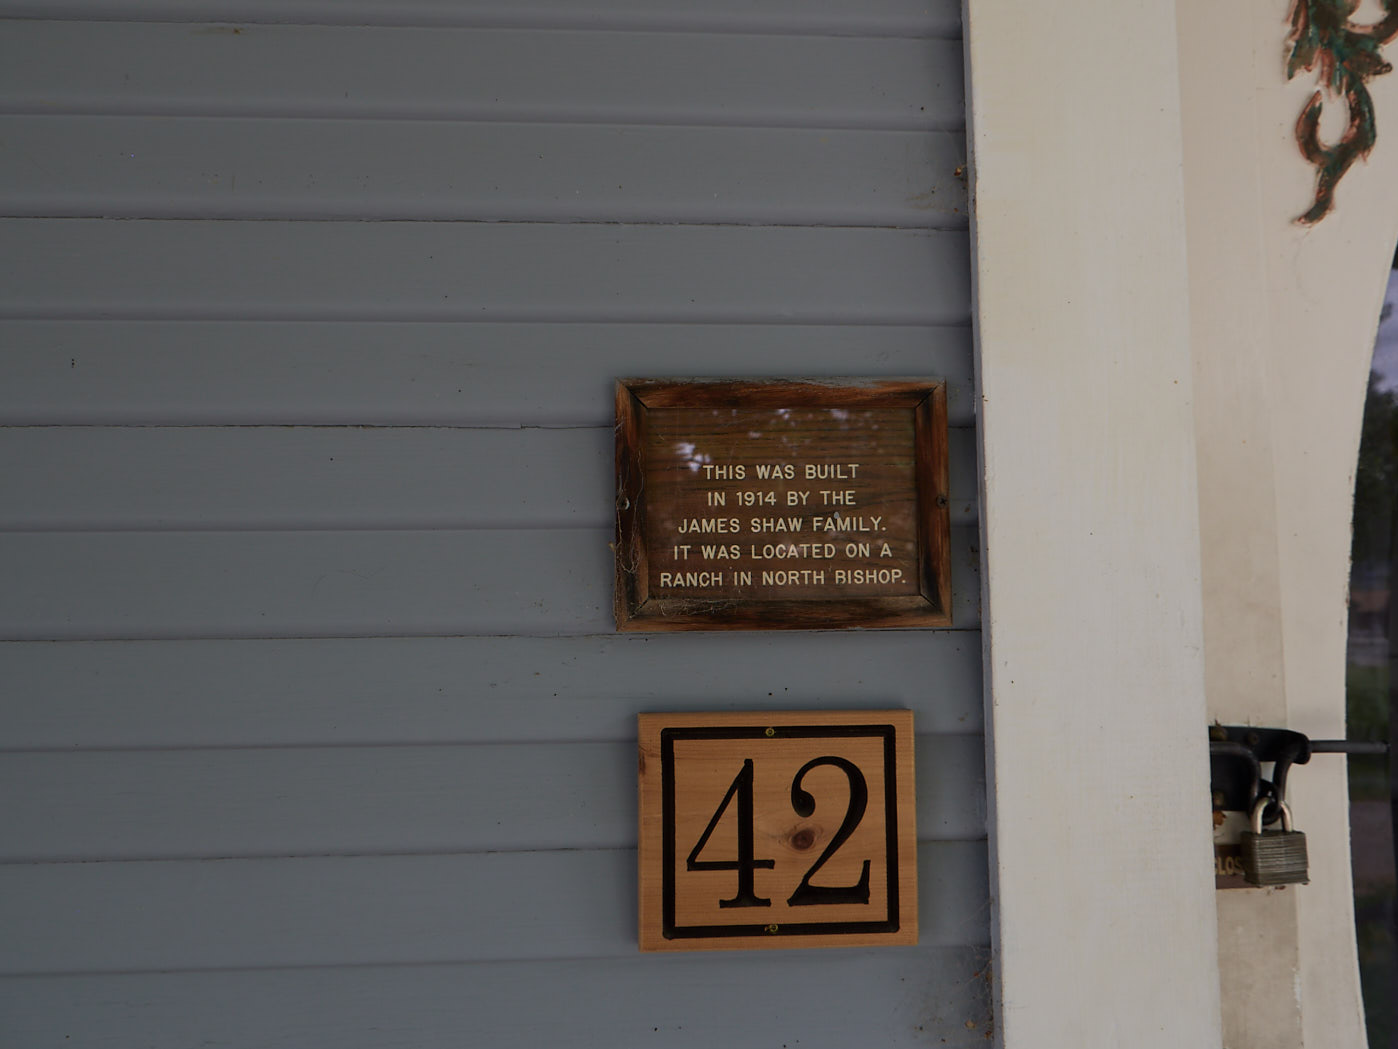 THIS WAS BUILT
IN 1914 BY THE
JAMES SHAW FAMILY.
IT WAS LOCATED ON A
RANCH IN NORTH BISHOP.
42